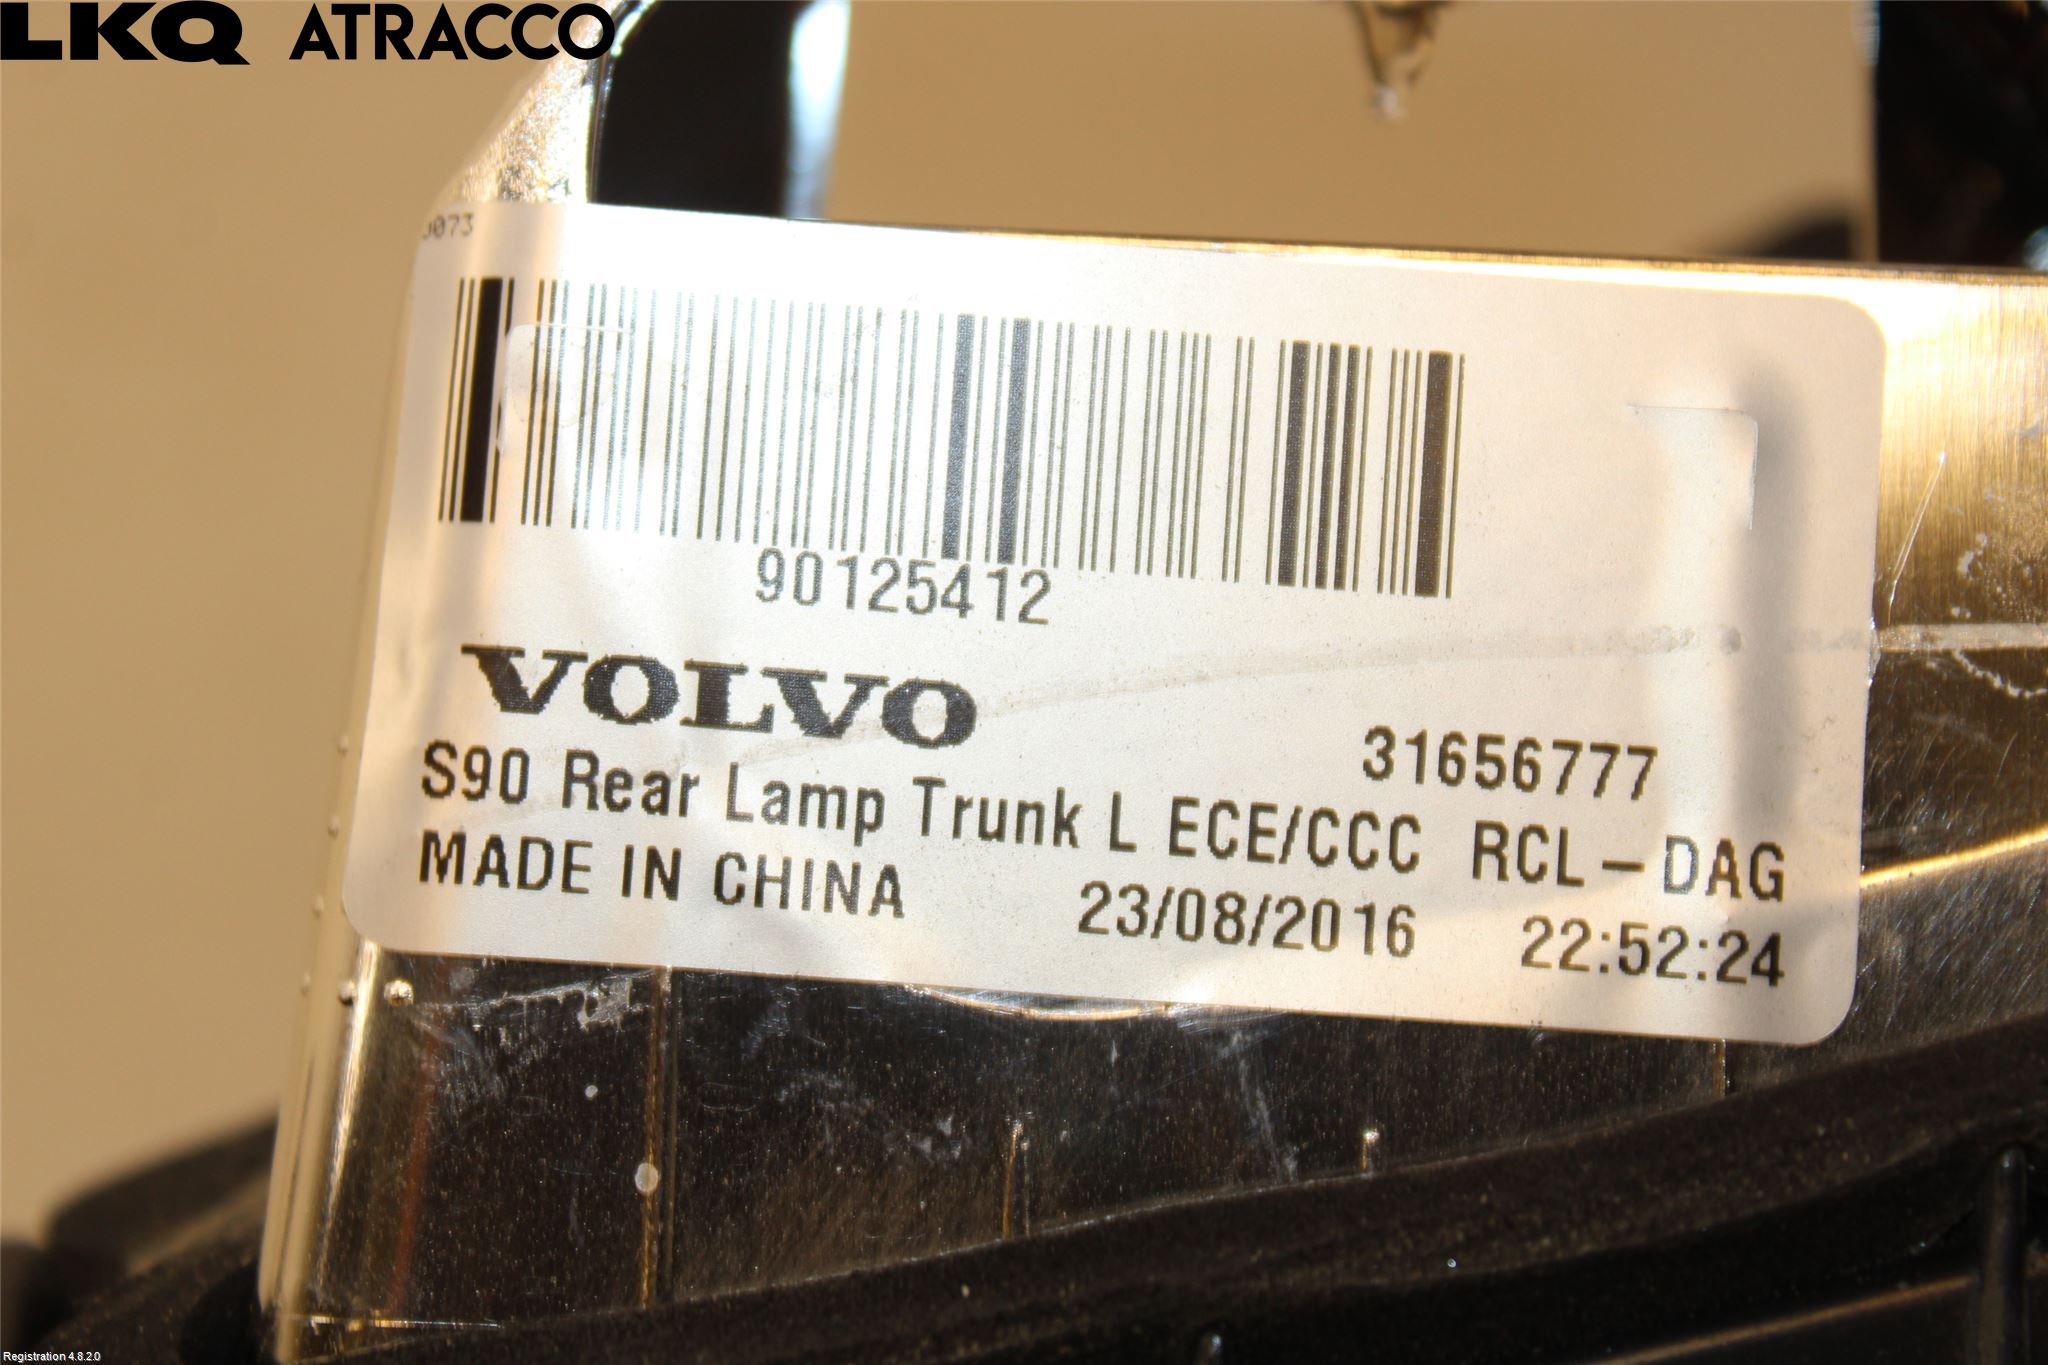 LKQ ATRACCO
J073
90125412
VOLVO
31656777
S90 Rear Lamp Trunk L ECE/CCC RCL-DAG
MADE IN CHINA 23/08/2016 22:52:24
Registration 4.8.2.0